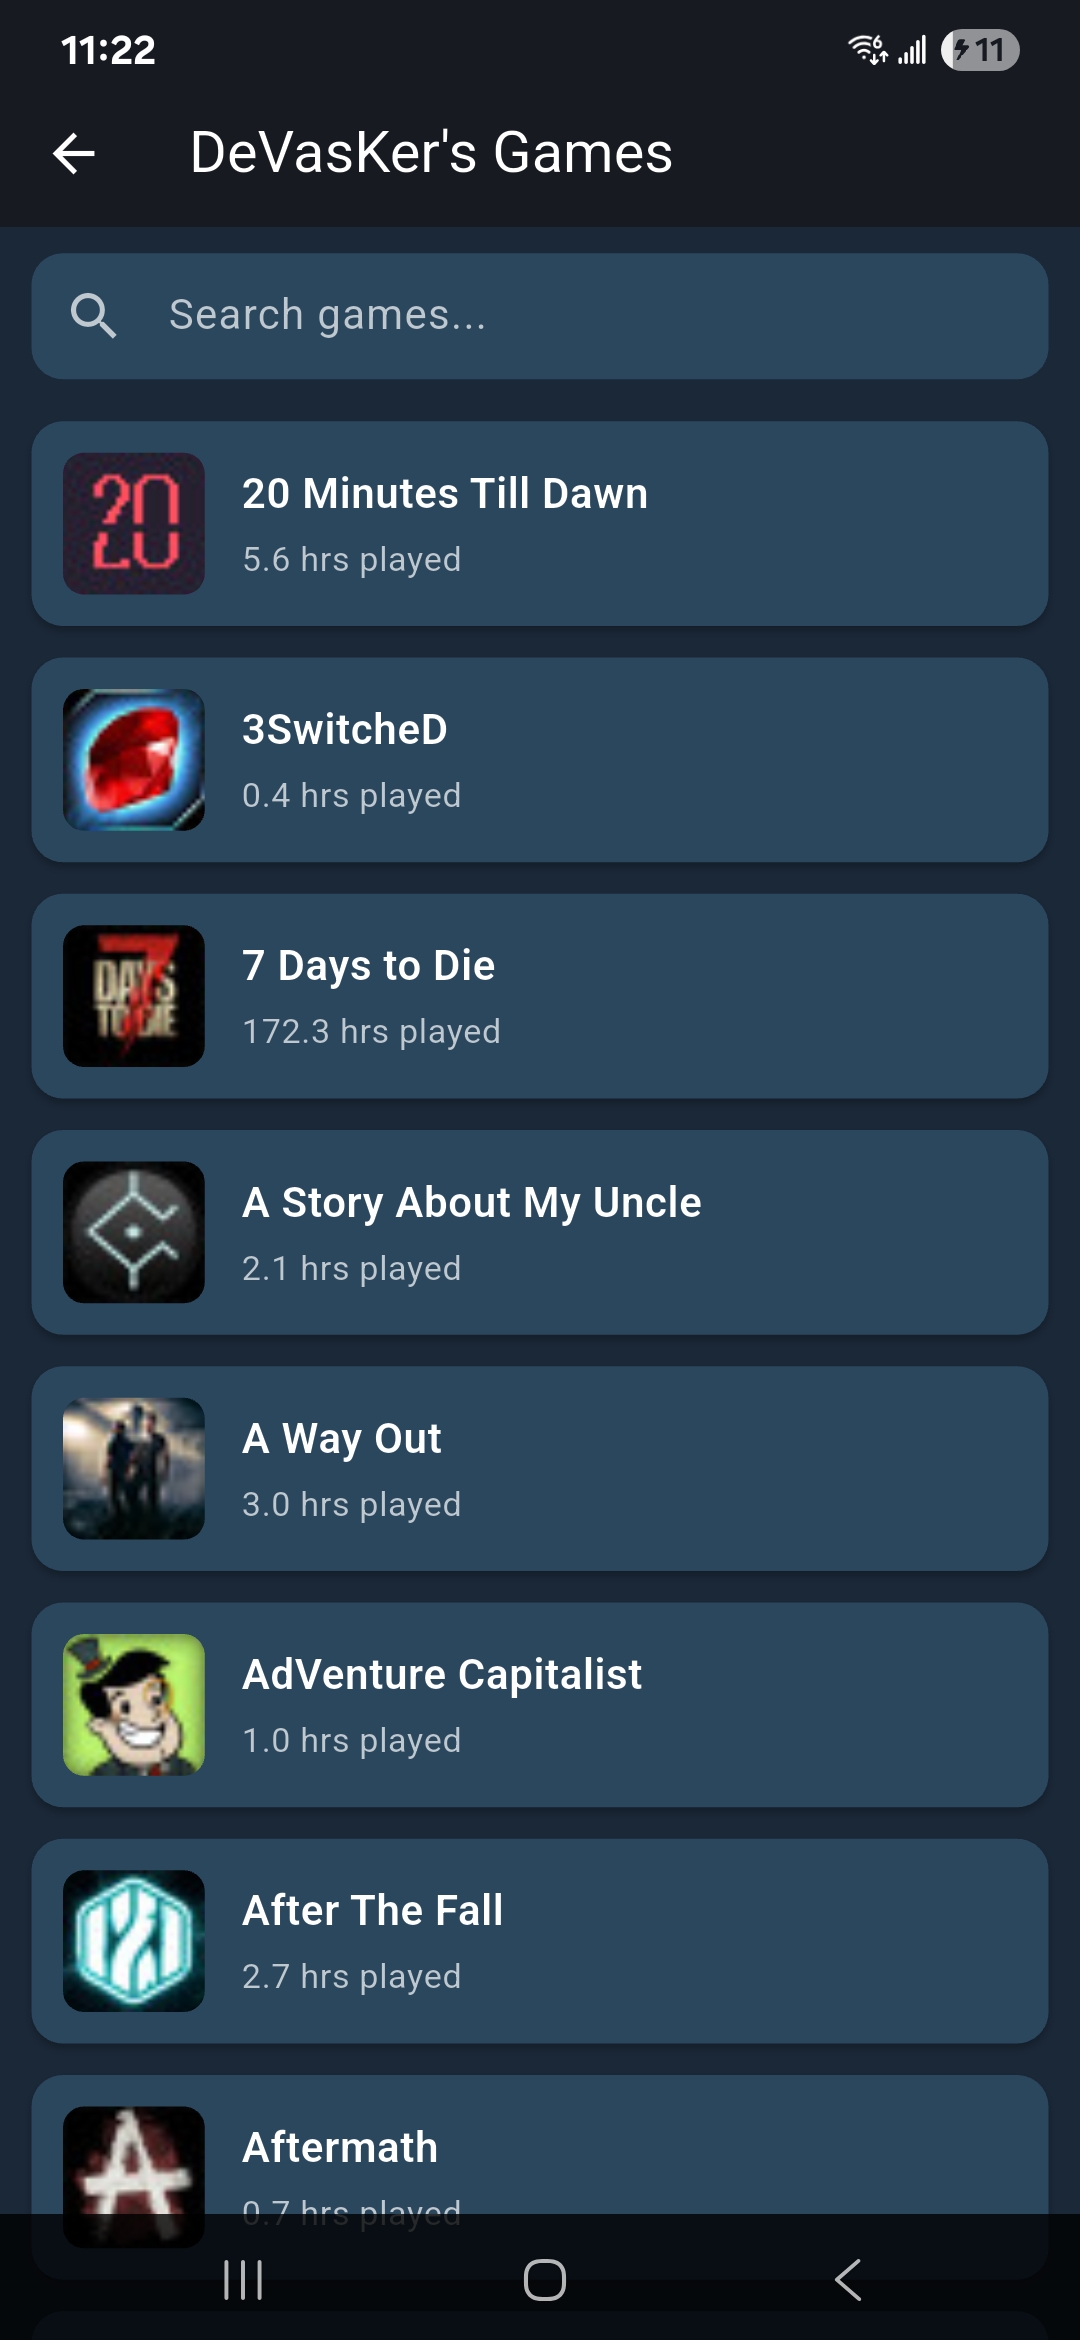 11:22
6
11
DeVasKer's Games
Search games...
20
20 Minutes Till Dawn
5.6 hrs played
3SwitcheD
0.4 hrs played
7
DAYS
TO DIE
7 Days to Die
172.3 hrs played
A Story About My Uncle
2.1 hrs played
A Way Out
3.0 hrs played
AdVenture Capitalist
1.0 hrs played
After The Fall
2.7 hrs played
A
Aftermath
0.7 hrs played